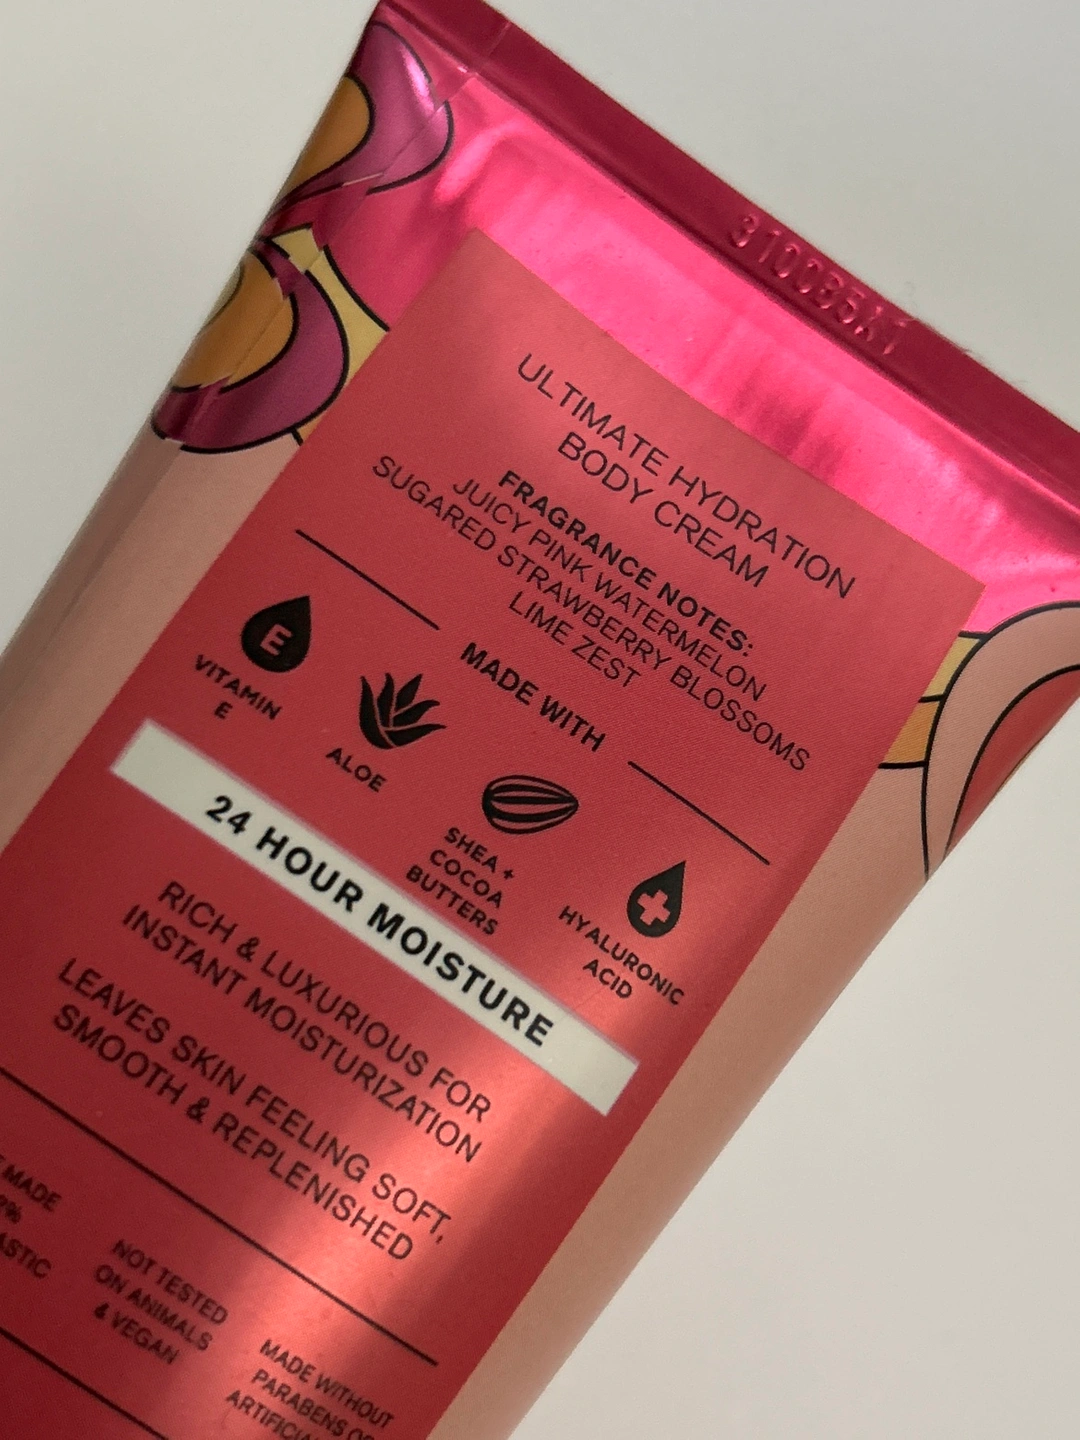 310095A1
ULTIMATE HYDRATION
BODY CREAM
FRAGRANCE NOTES:
JUICY PINK WATERMELON
SUGARED STRAWBERRY BLOSSOMS
LIME ZEST
MADE WITH
E
VITAMIN
E
ALOE
SHEA +
COCOA
BUTTERS
HYALURONIC
ACID
24 HOUR MOISTURE
RICH & LUXURIOUS FOR
INSTANT MOISTURIZATION
LEAVES SKIN FEELING SOFT,
SMOOTH & REPLENISHED
MADE
NOT TESTED
ON ANIMALS
& VEGAN
MADE WITHOUT
PARABENS OR